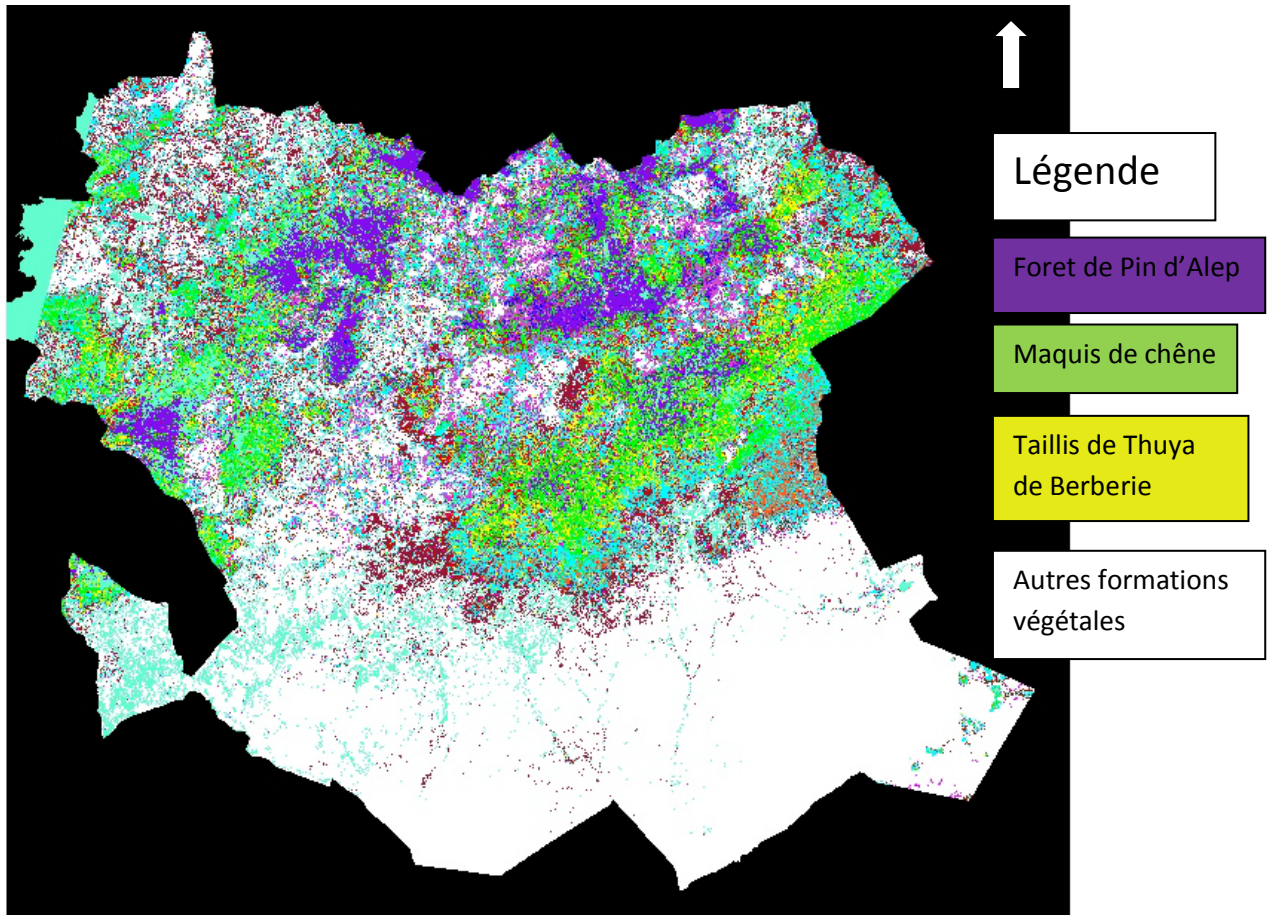 Légende
Foret de Pin d’Alep
Maquis de chêne
Taillis de Thuya
de Berberie
Autres formations
végétales